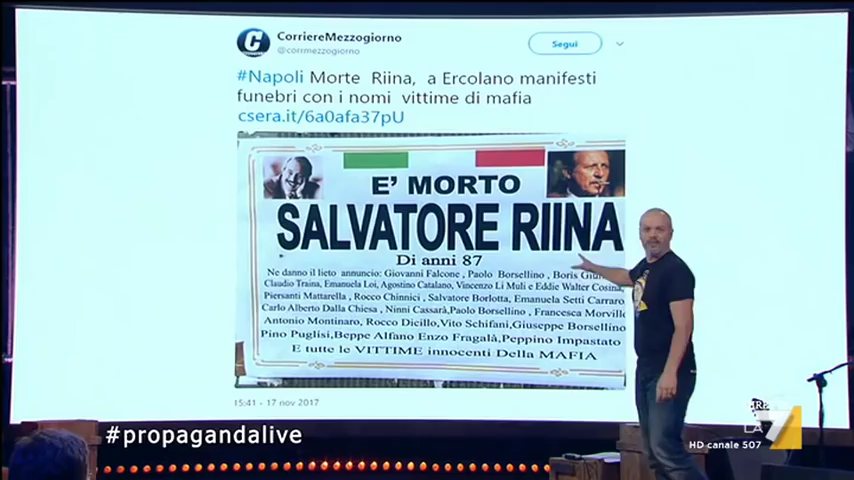 CorriereMezzogiorno
@corrmezzogiorno
Segui
#Napoli Morte Riina, a Ercolano manifesti
funebri con i nomi vittime di mafia
csera.it/6a0afa37pU
E' MORTO
SALVATORE RIINA
Di anni 87
Ne danno il lieto annuncio: Giovanni Falcone , Paolo Borsellino , Boris
Claudio Traina, Emanuela Loi, Agostino Catalano, Vincenzo Li Muli e Eddie Walter Cosina,
Piersanti Mattarella , Rocco Chinnici , Salvatore Borlotta, Emanuela Setti Carraro,
Carlo Alberto Dalla Chiesa , Ninni Cassarà,Paolo Borsellino , Francesca Morvillo
Antonio Montinaro, Rocco Dicillo,Vito Schifani,Giuseppe Borsellino
Pino Puglisi,Beppe Alfano Enzo Fragalà,Peppino Impastato
E tutte le VITTIME innocenti Della MAFIA
15:41 - 17 nov 2017
#propagandalive
LA 7
HD canale 507